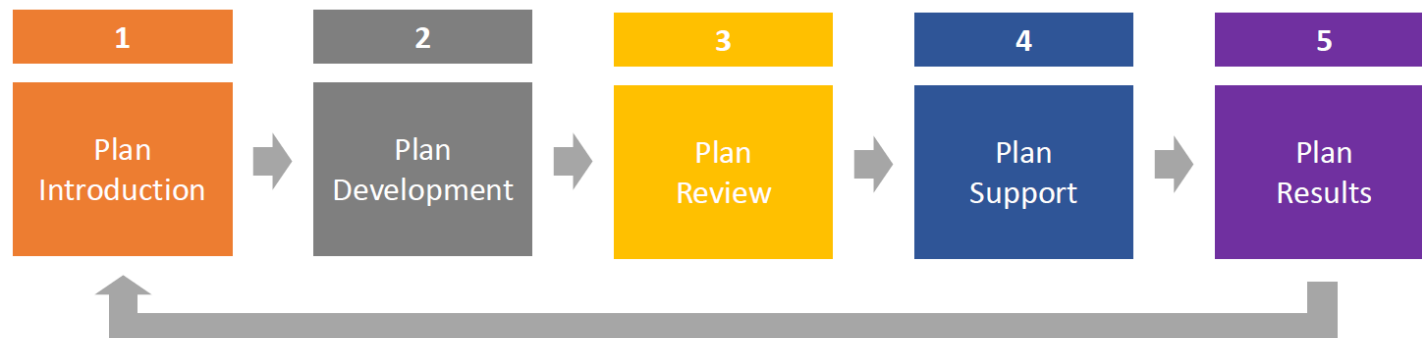 1
2
3
4
5
Plan
Introduction
Plan
Development
Plan
Review
Plan
Support
Plan
Results